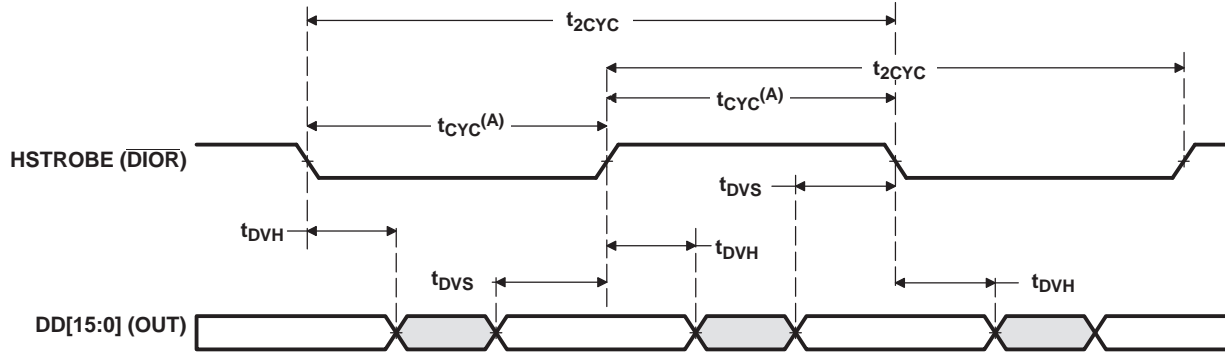 t2CYC
t2CYC
tCYC(A)
tCYC(A)
HSTROBE (DIOR)
tDVS
tDVH
tDVH
tDVS
tDVH
DD[15:0] (OUT)